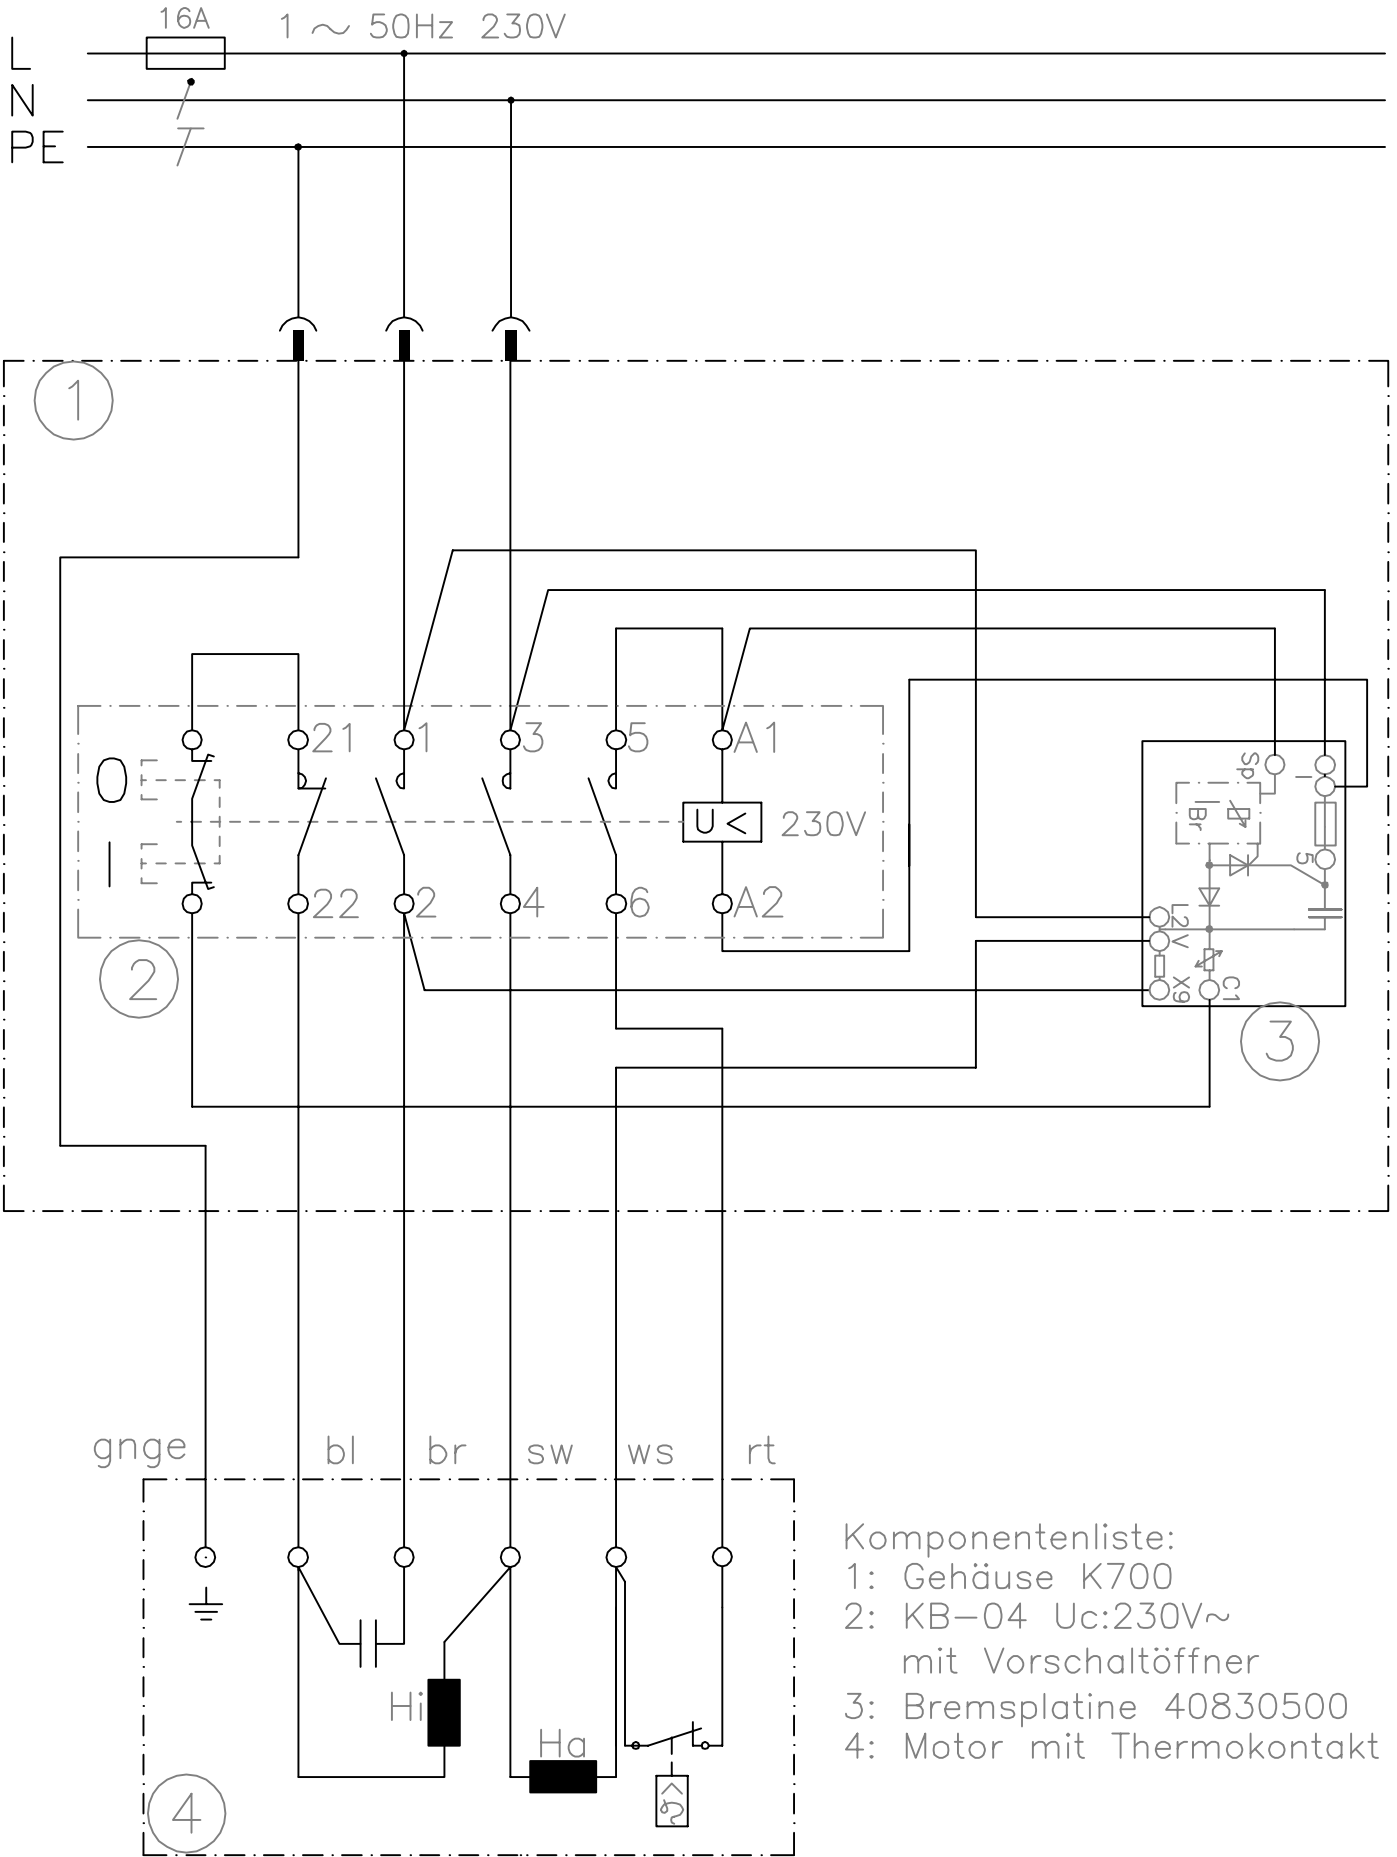 16A
1 ~ 50Hz 230V
L
N
PE
1
21 1 3 5 A1
0
U< 230V
I
22 2 4 6 A2
2
Sp
1
Br
5
L2
V
X9
C1
3
gnge bl br sw ws rt
Hi
Ha
4
Komponentenliste:
1: Gehäuse K700
2: KB-04 Uc:230V~
mit Vorschaltöffner
3: Bremsplatine 40830500
4: Motor mit Thermokontakt